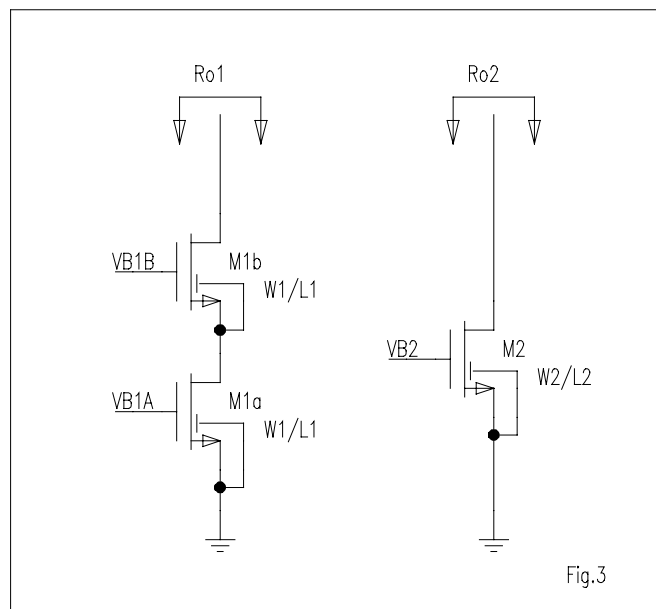 Ro1
Ro2
VB1B
M1b
W1/L1
VB2
M2
W2/L2
VB1A
M1a
W1/L1
Fig.3